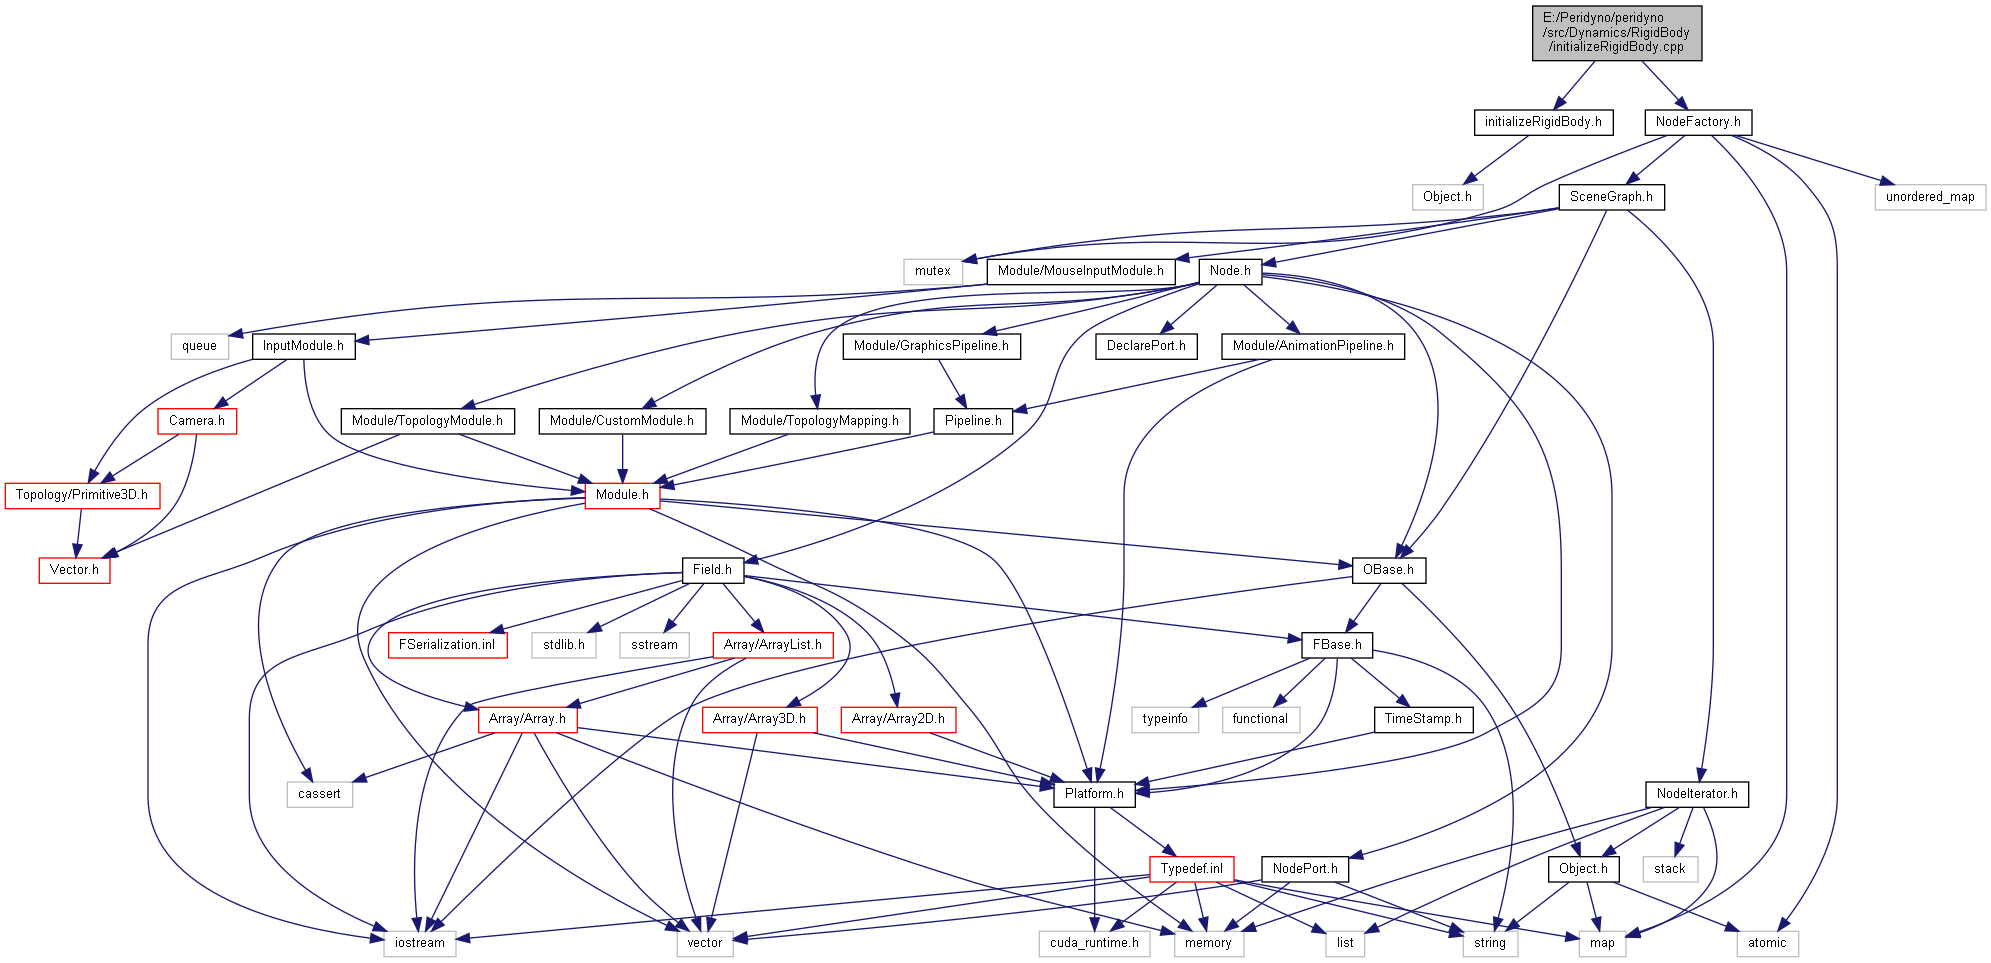 E:/Peridyno/peridyno
/src/Dynamics/RigidBody
/initializeRigidBody.cpp
initializeRigidBody.h
NodeFactory.h
Object.h
SceneGraph.h
unordered_map
mutex
Module/MouseInputModule.h
Node.h
queue
InputModule.h
Module/GraphicsPipeline.h
DeclarePort.h
Module/AnimationPipeline.h
Camera.h
Module/TopologyModule.h
Module/CustomModule.h
Module/TopologyMapping.h
Pipeline.h
Topology/Primitive3D.h
Module.h
Vector.h
Field.h
OBase.h
FSerialization.inl
stdlib.h
sstream
Array/ArrayList.h
FBase.h
Array/Array.h
Array/Array3D.h
Array/Array2D.h
typeinfo
functional
TimeStamp.h
cassert
Platform.h
NodeIterator.h
Typedef.inl
NodePort.h
Object.h
stack
iostream
vector
cuda_runtime.h
memory
list
string
map
atomic